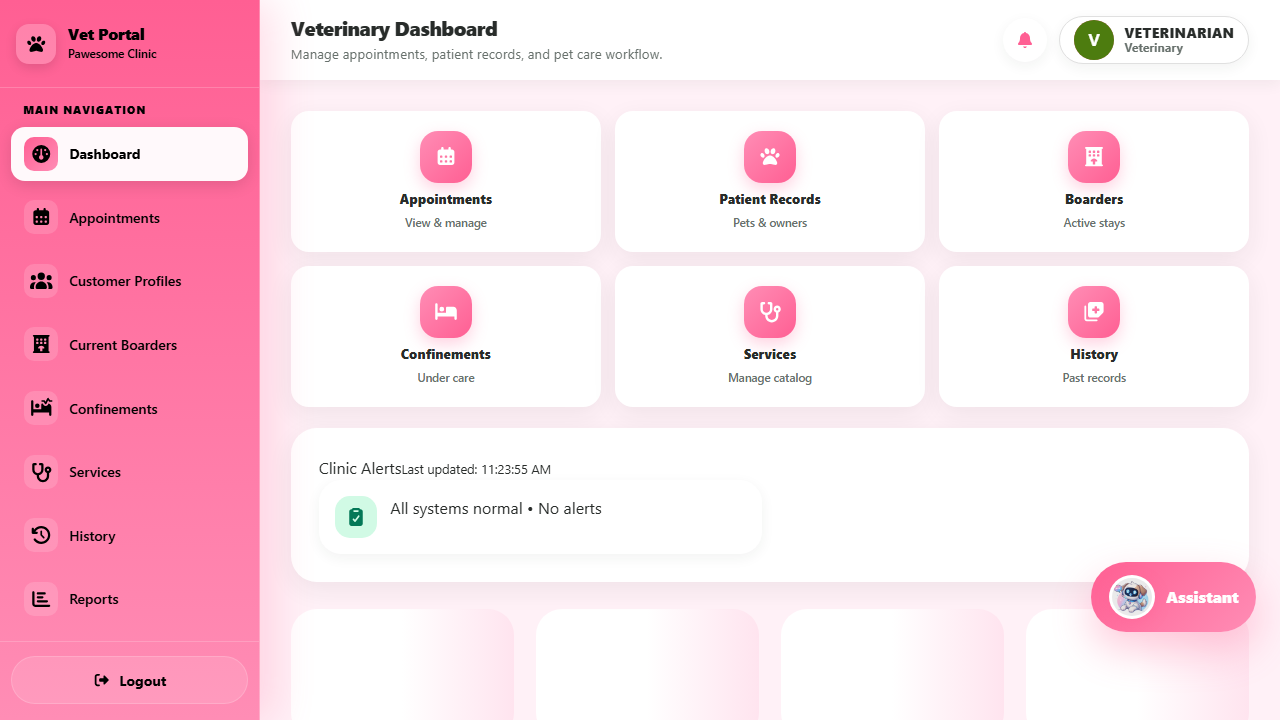 Vet Portal
Pawesome Clinic
MAIN NAVIGATION
Dashboard
Appointments
Customer Profiles
Current Boarders
Confinements
Services
History
Reports
Logout
Veterinary Dashboard
Manage appointments, patient records, and pet care workflow.
V
VETERINARIAN
Veterinary
Appointments
View & manage
Patient Records
Pets & owners
Boarders
Active stays
Confinements
Under care
Services
Manage catalog
History
Past records
Clinic AlertsLast updated: 11:23:55 AM
All systems normal • No alerts
Assistant